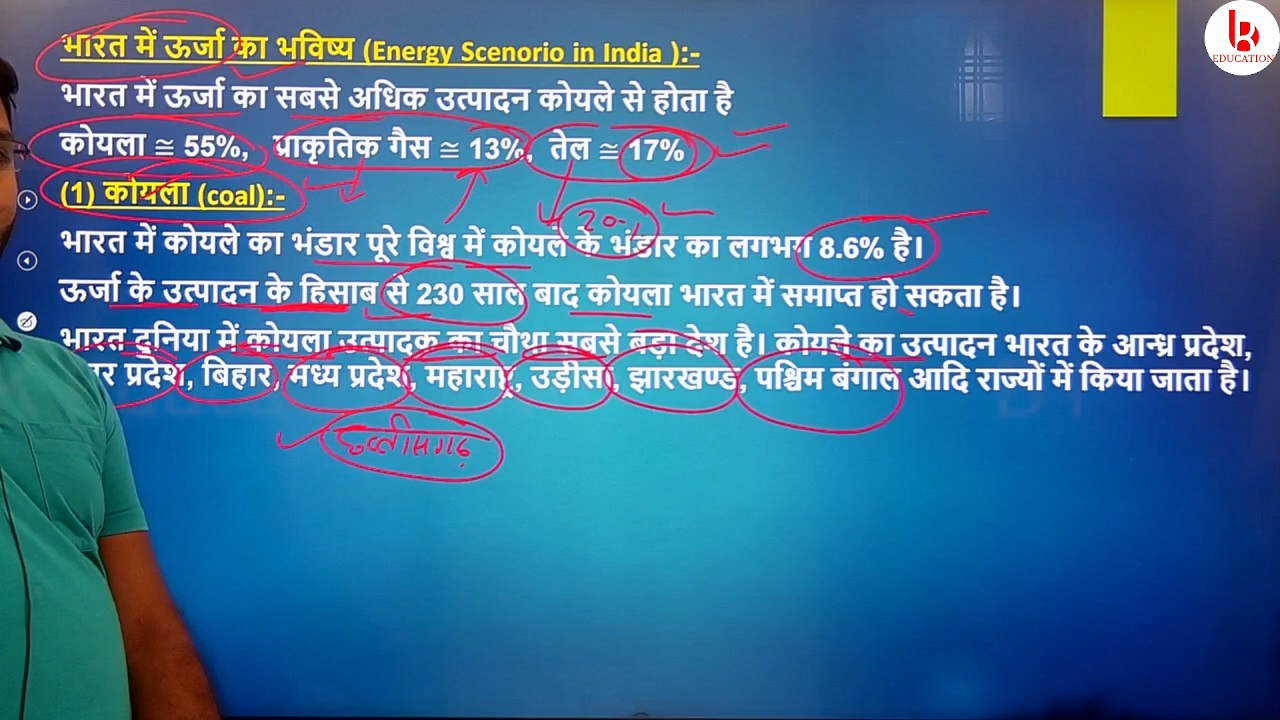 भारत में ऊर्जा का भविष्य (Energy Scenorio in India ):-
भारत में ऊर्जा का सबसे अधिक उत्पादन कोयले से होता है
कोयला ≅ 55%, प्राकृतिक गैस ≅ 13%, तेल ≅ 17%
(1) कोयला (coal):-
20%
भारत में कोयले का भंडार पूरे विश्व में कोयले के भंडार का लगभग 8.6% है।
ऊर्जा के उत्पादन के हिसाब से 230 साल बाद कोयला भारत में समाप्त हो सकता है।
भारत दुनिया में कोयला उत्पादक का चौथा सबसे बड़ा देश है। कोयले का उत्पादन भारत के आन्ध्र प्रदेश,
प्रदेश, बिहार, मध्य प्रदेश, महाराष्ट्र, उड़ीस, झारखण्ड, पश्चिम बंगाल आदि राज्यों में किया जाता है।
छत्तीसगढ़
EDUCATION